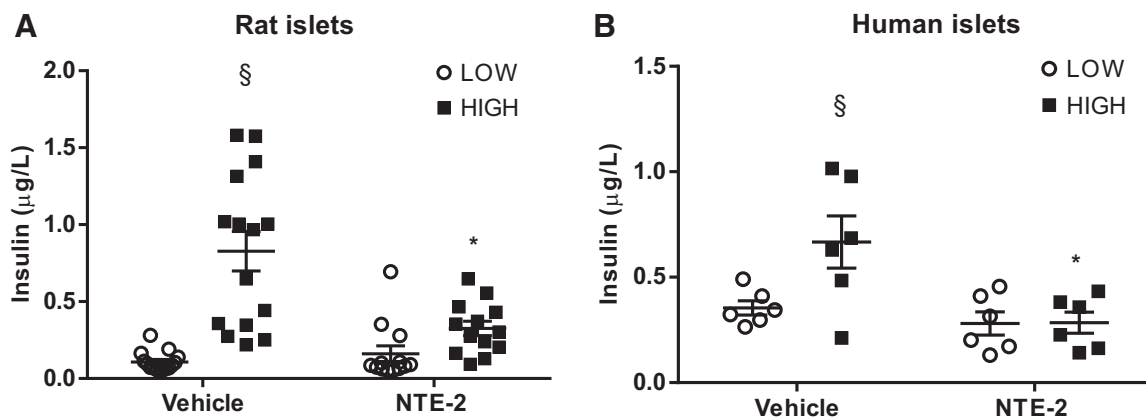 A
Rat islets
§
LOW
HIGH
*
Insulin (μg/L)
2.0
1.5
1.0
0.5
0.0
Vehicle
NTE-2
B
Human islets
§
LOW
HIGH
*
Insulin (μg/L)
1.5
1.0
0.5
0.0
Vehicle
NTE-2